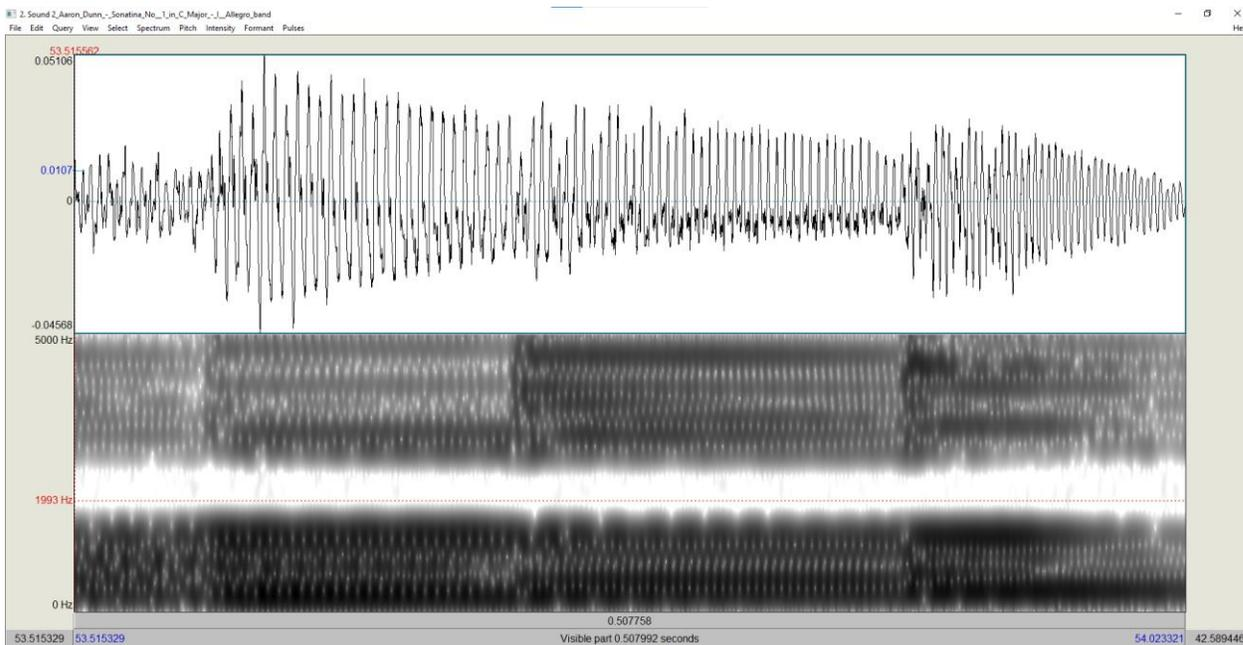 2. Sound 2_Aaron_Dunn_-_Sonatina_No__1_in_C_Major_-_I__Allegro_band
File Edit Query View Select Spectrum Pitch Intensity Formant Pulses He
53.515562
0.05106
0.0107
0
-0.04568
5000 Hz
1993 Hz
0 Hz
0.507758
53.515329 53.515329 Visible part 0.507992 seconds 54.023321 42.589446